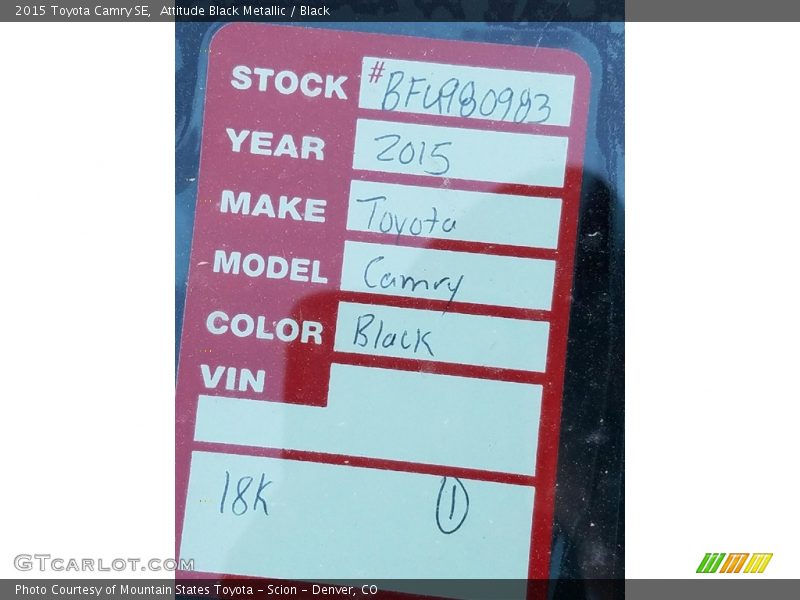 2015 Toyota Camry SE, Attitude Black Metallic / Black
STOCK #BFU980983
YEAR 2015
MAKE Toyota
MODEL Camry
COLOR Black
VIN
18K 1
GTCARLOT.COM
Photo Courtesy of Mountain States Toyota - Scion - Denver, CO